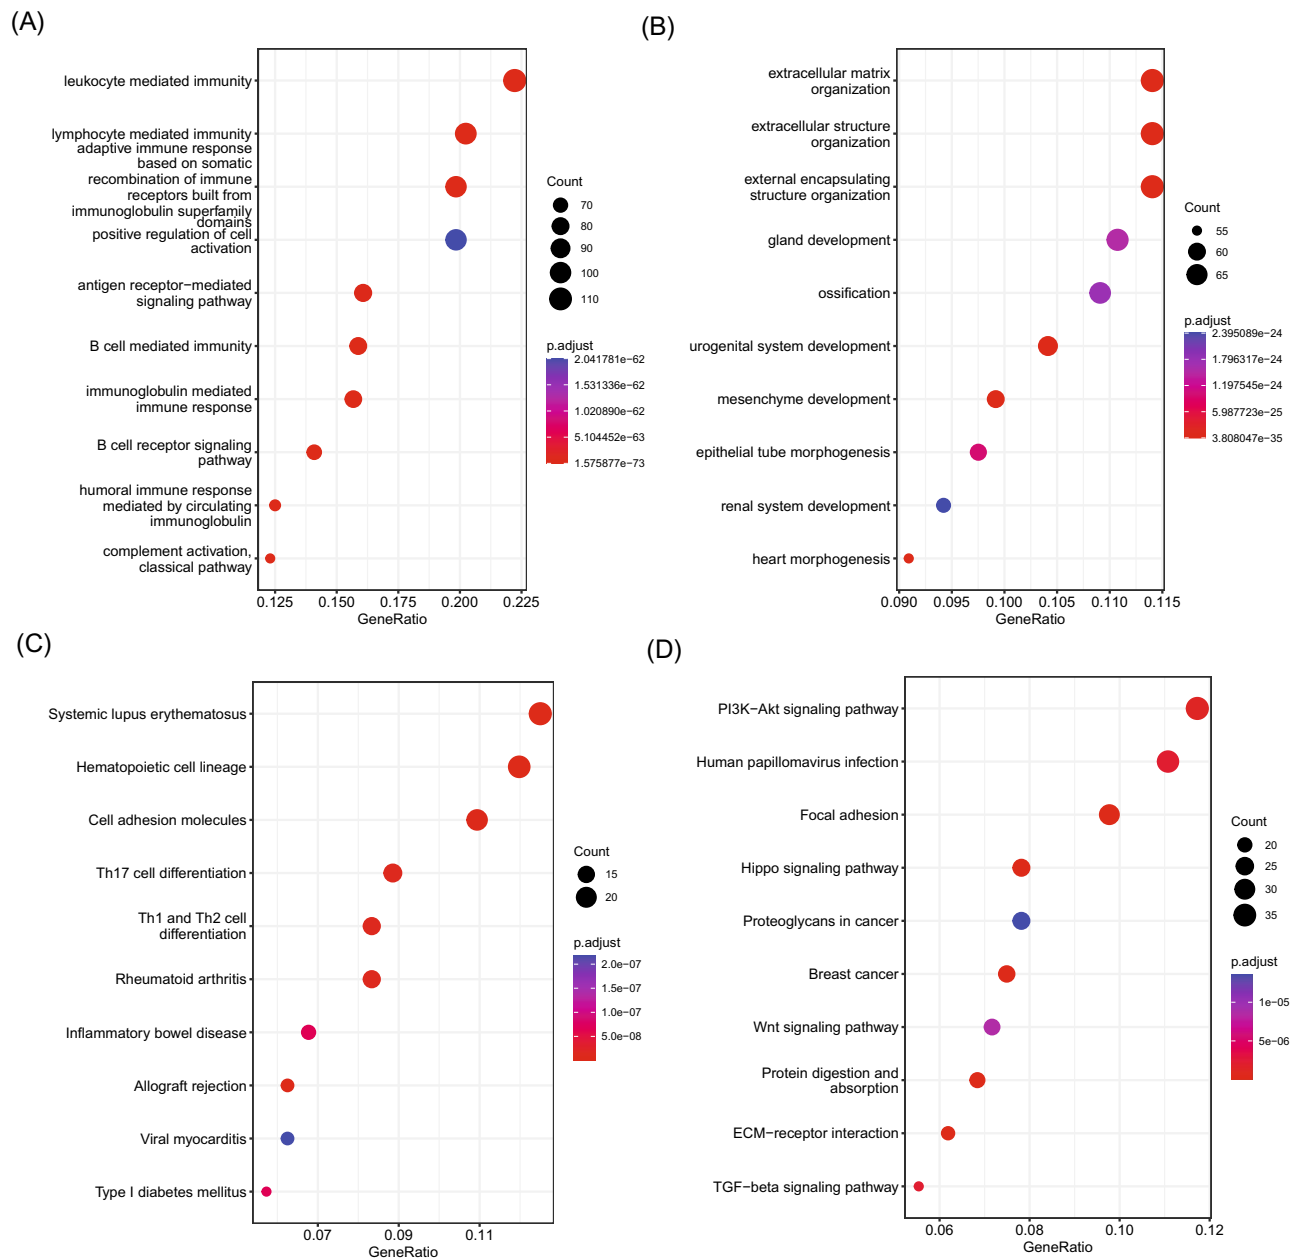 (A)
leukocyte mediated immunity
lymphocyte mediated immunity
adaptive immune response
based on somatic
recombination of immune
receptors built from
immunoglobulin superfamily
domains
positive regulation of cell
activation
antigen receptor−mediated
signaling pathway
B cell mediated immunity
immunoglobulin mediated
immune response
B cell receptor signaling
pathway
humoral immune response
mediated by circulating
immunoglobulin
complement activation,
classical pathway
0.125 0.150 0.175 0.200 0.225
GeneRatio
Count
70
80
90
100
110
p.adjust
2.041781e−62
1.531336e−62
1.020890e−62
5.104452e−63
1.575877e−73
(B)
extracellular matrix
organization
extracellular structure
organization
external encapsulating
structure organization
gland development
ossification
urogenital system development
mesenchyme development
epithelial tube morphogenesis
renal system development
heart morphogenesis
0.090 0.095 0.100 0.105 0.110 0.115
GeneRatio
Count
55
60
65
p.adjust
2.395089e−24
1.796317e−24
1.197545e−24
5.987723e−25
3.808047e−35
(C)
Systemic lupus erythematosus
Hematopoietic cell lineage
Cell adhesion molecules
Th17 cell differentiation
Th1 and Th2 cell
differentiation
Rheumatoid arthritis
Inflammatory bowel disease
Allograft rejection
Viral myocarditis
Type I diabetes mellitus
0.07 0.09 0.11
GeneRatio
Count
15
20
p.adjust
2.0e−07
1.5e−07
1.0e−07
5.0e−08
(D)
PI3K−Akt signaling pathway
Human papillomavirus infection
Focal adhesion
Hippo signaling pathway
Proteoglycans in cancer
Breast cancer
Wnt signaling pathway
Protein digestion and
absorption
ECM−receptor interaction
TGF−beta signaling pathway
0.06 0.08 0.10 0.12
GeneRatio
Count
20
25
30
35
p.adjust
1e−05
5e−06